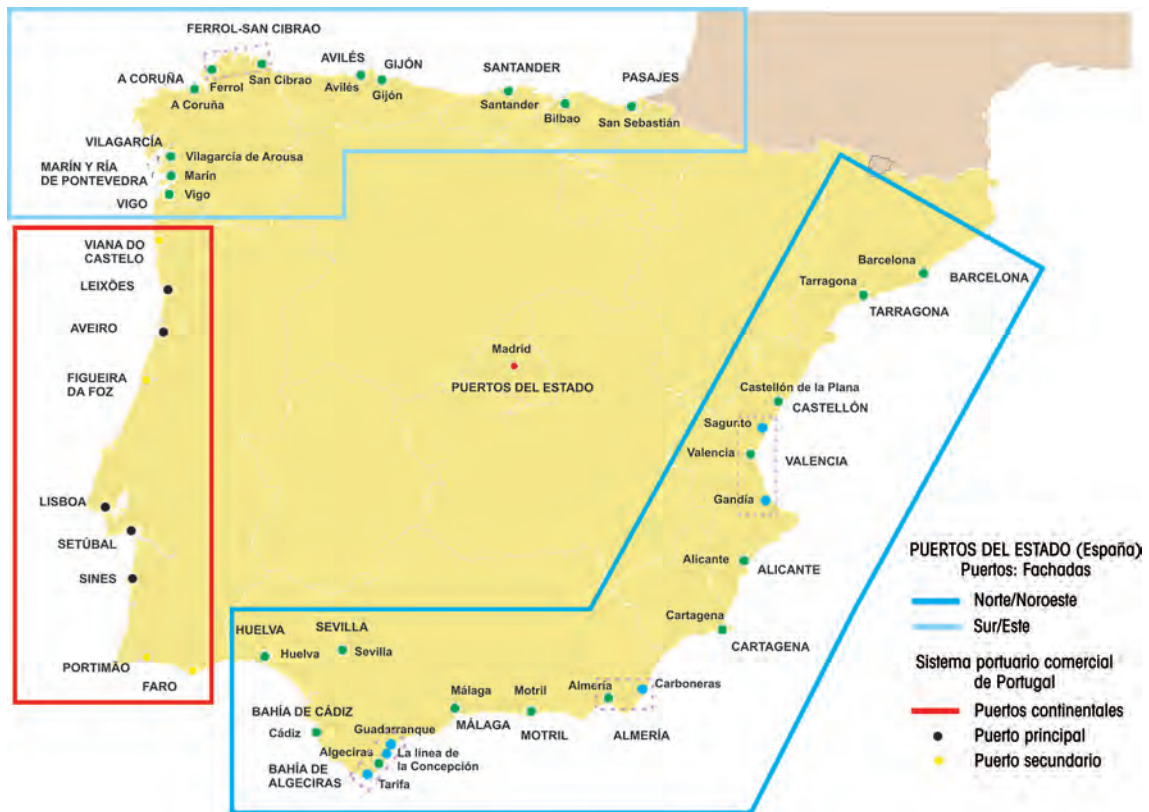 FERROL-SAN CIBRAO
A CORUÑA
Ferrol
San Cibrao
A Coruña
AVILÉS
GIJÓN
Avilés
Gijón
SANTANDER
Santander
Bilbao
PASAJES
San Sebastián
VILAGARCÍA
Vilagarcía de Arousa
MARÍN Y RÍA
DE PONTEVEDRA
Marín
VIGO
Vigo
VIANA DO
CASTELO
LEIXÕES
AVEIRO
FIGUEIRA
DA FOZ
LISBOA
SETÚBAL
SINES
PORTIMÃO
FARO
Madrid
PUERTOS DEL ESTADO
Barcelona
BARCELONA
Tarragona
TARRAGONA
Castellón de la Plana
CASTELLÓN
Sagunto
Valencia
VALENCIA
Gandía
Alicante
ALICANTE
Cartagena
CARTAGENA
HUELVA
Huelva
SEVILLA
Sevilla
BAHÍA DE CÁDIZ
Cádiz
Guadarranque
Algeciras
La línea de
la Concepción
BAHÍA DE
ALGECIRAS
Tarifa
Málaga
MÁLAGA
Motril
MOTRIL
Almería
Carboneras
ALMERÍA
PUERTOS DEL ESTADO (España)
Puertos: Fachadas
Norte/Noroeste
Sur/Este
Sistema portuario comercial
de Portugal
Puertos continentales
Puerto principal
Puerto secundario